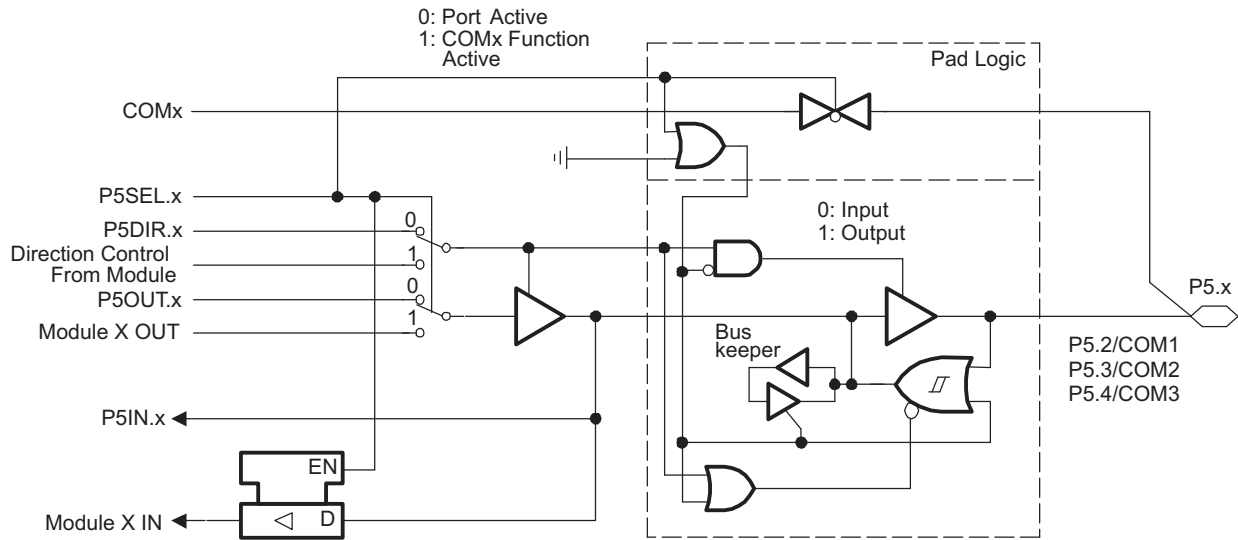 0: Port Active
1: COMx Function
Active
Pad Logic
COMx
P5SEL.x
0
P5DIR.x
0: Input
1: Output
1
Direction Control
From Module
0
P5OUT.x
P5.x
1
Module X OUT
Bus
keeper
P5.2/COM1
P5.3/COM2
P5.4/COM3
P5IN.x
EN
D
Module X IN